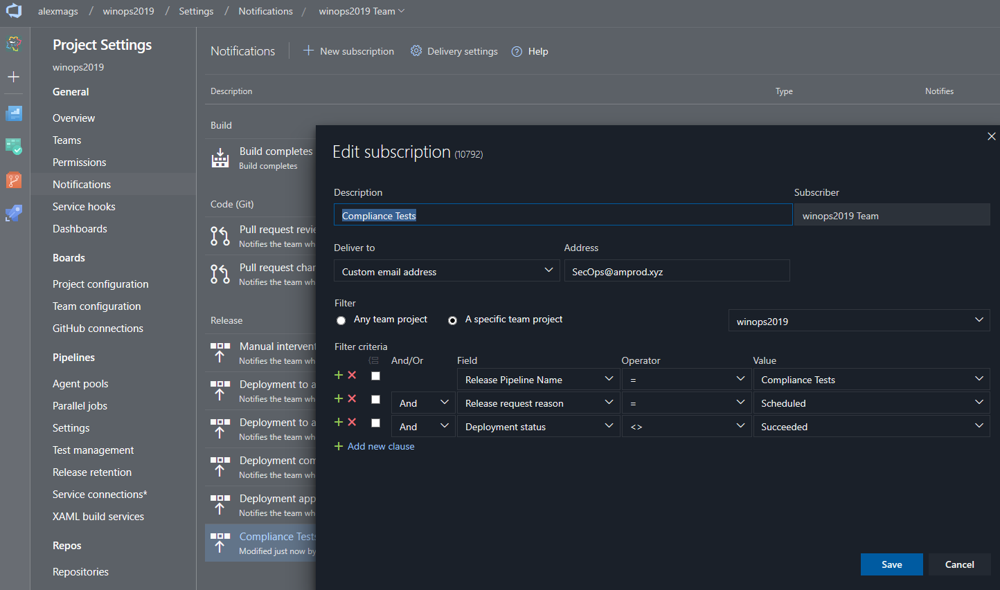 alexmags / winops2019 / Settings / Notifications / winops2019 Team
Project Settings
winops2019
General
Overview
Teams
Permissions
Notifications
Service hooks
Dashboards
Boards
Project configuration
Team configuration
GitHub connections
Pipelines
Agent pools
Parallel jobs
Settings
Test management
Release retention
Service connections*
XAML build services
Repos
Repositories
Notifications
New subscription
Delivery settings
Help
Description Type Notifies
Build
Build completes
Build completes
Code (Git)
Pull request revie
Notifies the team whe
Pull request char
Notifies the team whe
Release
Manual intervent
Notifies the team whe
Deployment to a
Notifies the team whe
Deployment to a
Notifies the team whe
Deployment com
Notifies the team whe
Deployment app
Notifies the team whe
Compliance Tests
Modified just now by
Edit subscription (10792)
Description Subscriber
Compliance Tests winops2019 Team
Deliver to Address
Custom email address SecOps@amprod.xyz
Filter
Any team project A specific team project winops2019
Filter criteria
And/Or Field Operator Value
Release Pipeline Name = Compliance Tests
And Release request reason = Scheduled
And Deployment status <> Succeeded
Add new clause
Save Cancel